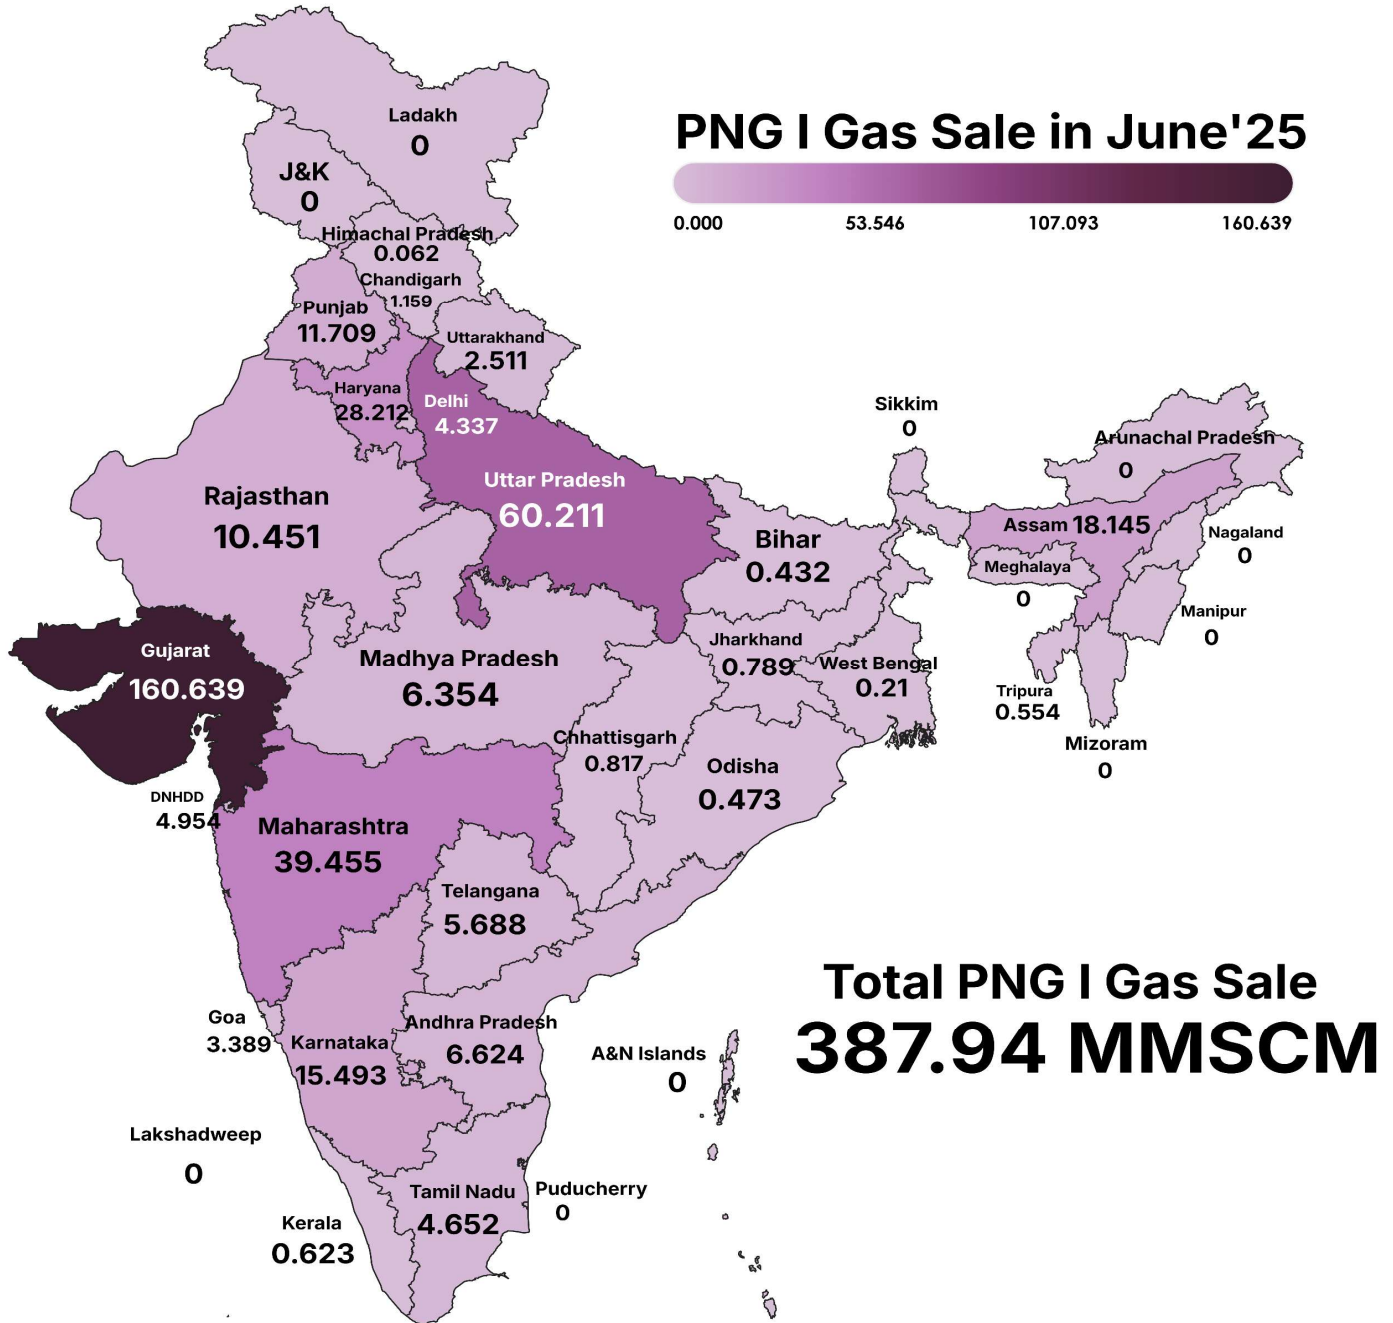 PNG I Gas Sale in June'25
0.000 53.546 107.093 160.639
Ladakh
0
J&K
0
Himachal Pradesh
0.062
Chandigarh
1.159
Punjab
11.709
Uttarakhand
2.511
Haryana
28.212
Delhi
4.337
Uttar Pradesh
60.211
Rajasthan
10.451
Sikkim
0
Arunachal Pradesh
0
Assam 18.145
Nagaland
0
Meghalaya
0
Manipur
0
Bihar
0.432
Jharkhand
0.789
West Bengal
0.21
Tripura
0.554
Mizoram
0
Gujarat
160.639
Madhya Pradesh
6.354
Chhattisgarh
0.817
Odisha
0.473
DNHDD
4.954
Maharashtra
39.455
Telangana
5.688
Goa
3.389
Karnataka
15.493
Andhra Pradesh
6.624
A&N Islands
0
Total PNG I Gas Sale
387.94 MMSCM
Lakshadweep
0
Tamil Nadu
4.652
Puducherry
0
Kerala
0.623